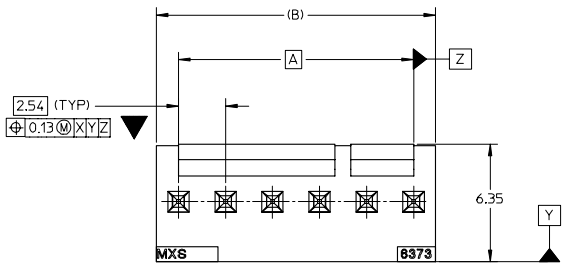 (B)
A
Z
2.54 (TYP)
⌖ 0.13 Ⓜ X Y Z
6.35
Y
MXS
6373